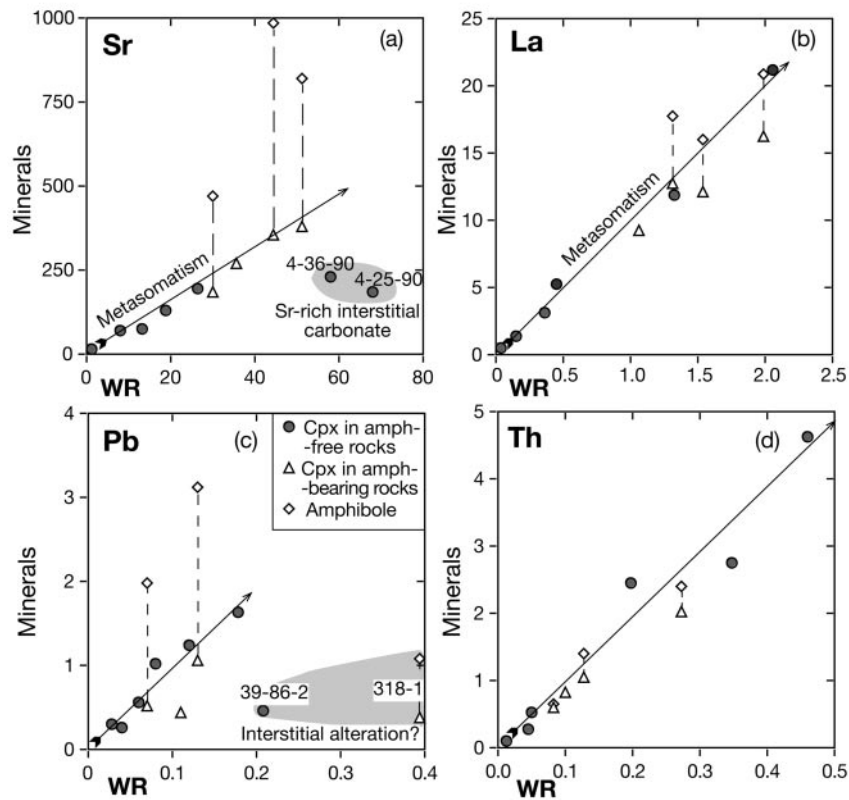 1000
750
500
250
0
Minerals
Sr
(a)
Metasomatism
4-36-90
4-25-90
Sr-rich interstitial
carbonate
0 20 40 60 80
WR
25
20
15
10
5
0
Minerals
La
(b)
Metasomatism
0.0 0.5 1.0 1.5 2.0 2.5
WR
4
3
2
1
0
Minerals
Pb
(c)
Cpx in amph-
-free rocks
Cpx in amph-
-bearing rocks
Amphibole
39-86-2
318-1
Interstitial alteration?
0 0.1 0.2 0.3 0.4
WR
5
4
3
2
1
0
Minerals
Th
(d)
0.0 0.1 0.2 0.3 0.4 0.5
WR